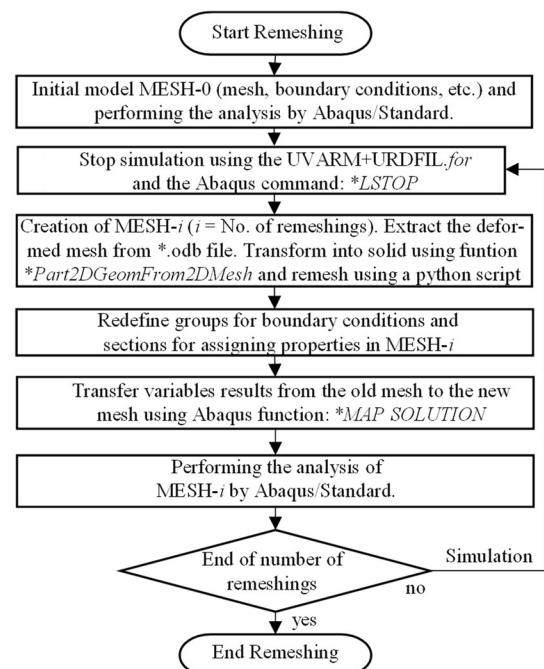 Start Remeshing
Initial model MESH-0 (mesh, boundary conditions, etc.) and
performing the analysis by Abaqus/Standard.
Stop simulation using the UVARM+URDFIL.for
and the Abaqus command: *LSTOP
Creation of MESH-i (i = No. of remeshings). Extract the defor-
med mesh from *.odb file. Transform into solid using funtion
*Part2DGeomFrom2DMesh and remesh using a python script
Redefine groups for boundary conditions and
sections for assigning properties in MESH-i
Transfer variables results from the old mesh to the new
mesh using Abaqus function: *MAP SOLUTION
Performing the analysis of
MESH-i by Abaqus/Standard.
End of number of
remeshings
Simulation
no
yes
End Remeshing